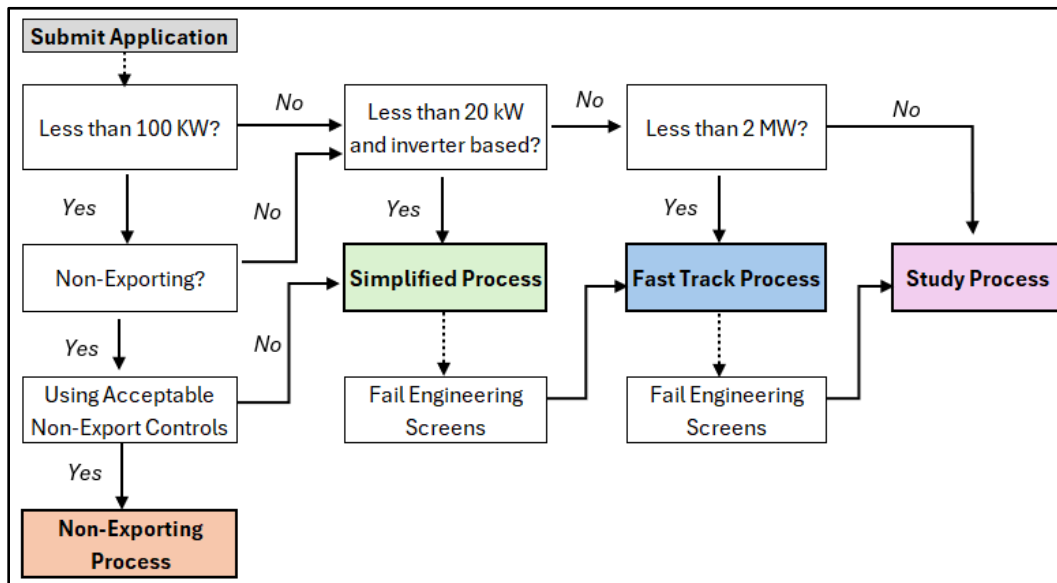 Submit Application
Less than 100 KW?
No
Less than 20 kW
and inverter based?
No
Less than 2 MW?
No
Yes
No
Yes
Yes
Non-Exporting?
Simplified Process
Fast Track Process
Study Process
Yes
No
Using Acceptable
Non-Export Controls
Fail Engineering
Screens
Fail Engineering
Screens
Yes
Non-Exporting
Process